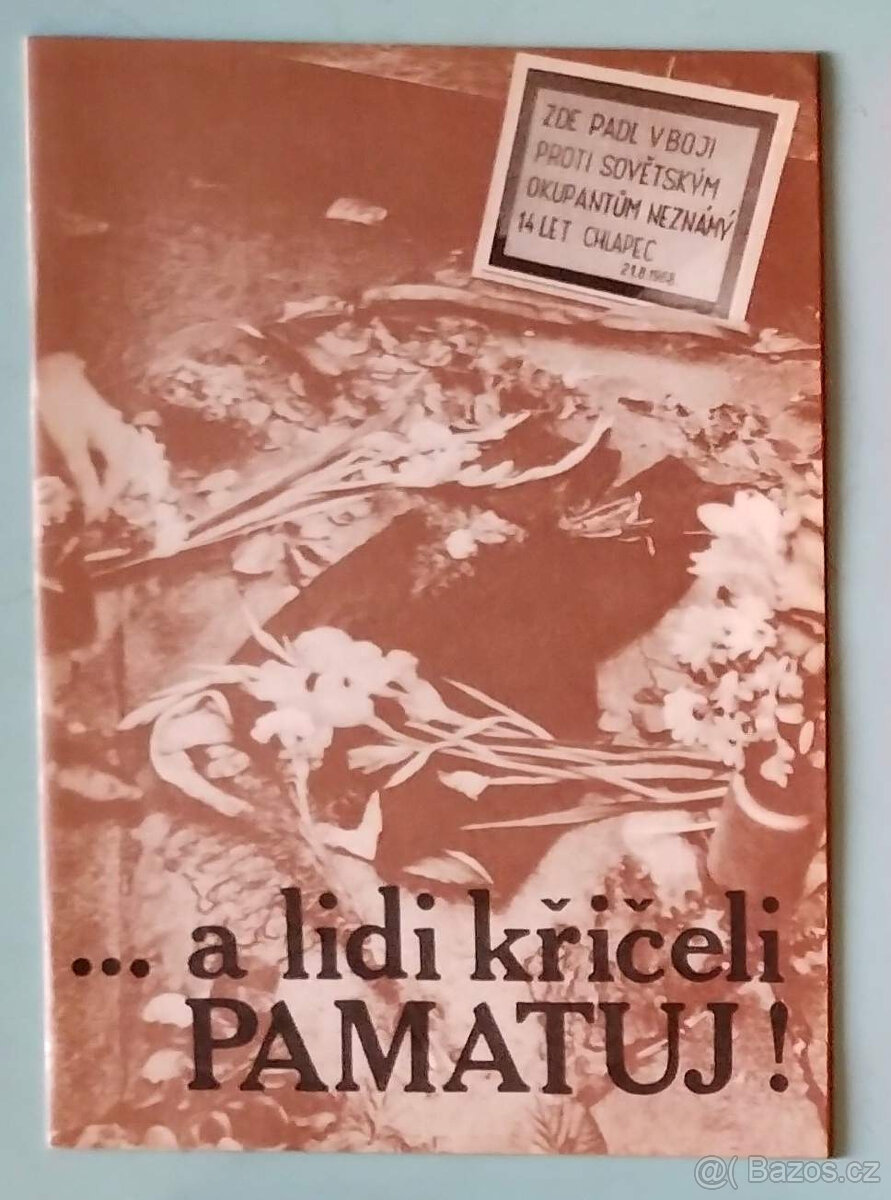 ZDE PADL V BOJI
PROTI SOVĚTSKÝM
OKUPANTŮM NEZNÁMÝ
14 LET CHLAPEC
21.8.1968
... a lidi křičeli
PAMATUJ!
@( Bazos.cz